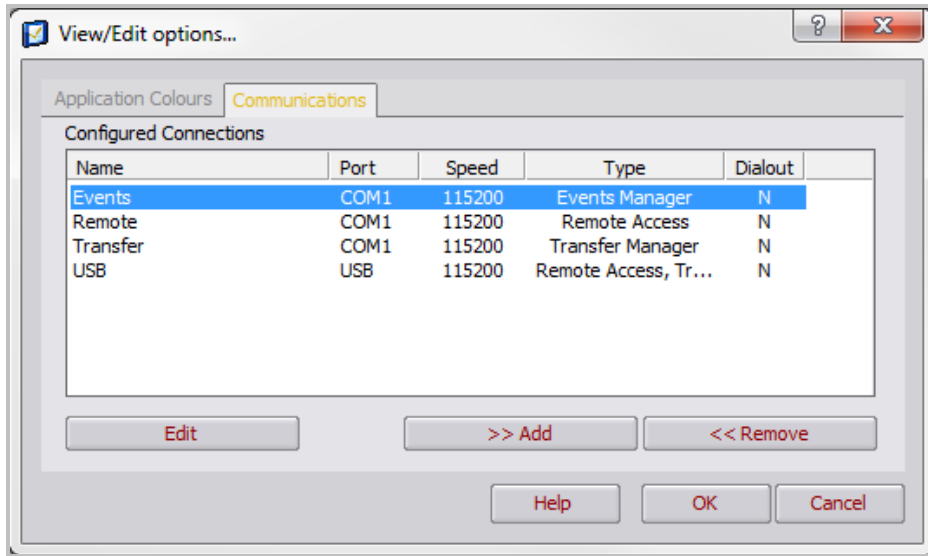 View/Edit options...
Application Colours Communications
Configured Connections
Name Port Speed Type Dialout
Events COM1 115200 Events Manager N
Remote COM1 115200 Remote Access N
Transfer COM1 115200 Transfer Manager N
USB USB 115200 Remote Access, Tr... N
Edit >> Add << Remove
Help OK Cancel